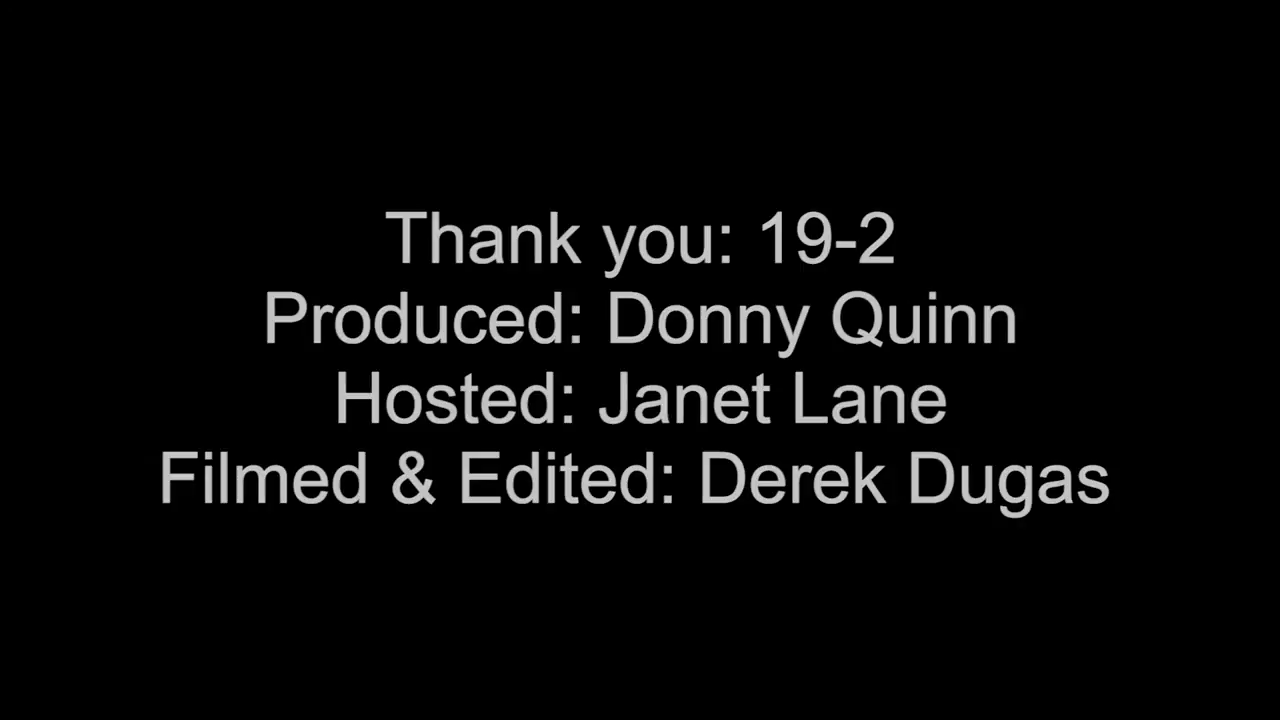 Thank you: 19-2
Produced: Donny Quinn
Hosted: Janet Lane
Filmed & Edited: Derek Dugas